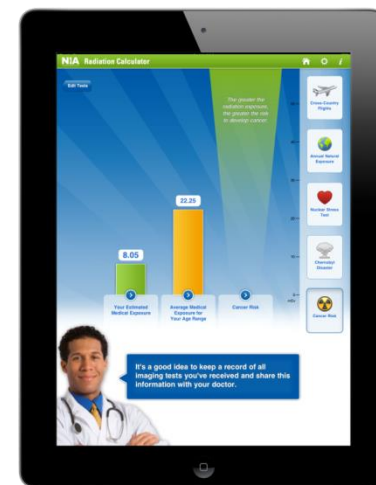 NIA Radiation Calculator
i
Edit Tests
The greater the
radiation exposure,
the greater the risk
to develop cancer.
Cross-Country
Flights
Annual Natural
Exposure
22.25
Nuclear Stress
Test
8.05
Chernobyl
Disaster
Your Estimated
Medical Exposure
Average Medical
Exposure for
Your Age Range
Cancer Risk
Cancer Risk
It's a good idea to keep a record of all
imaging tests you've received and share this
information with your doctor.